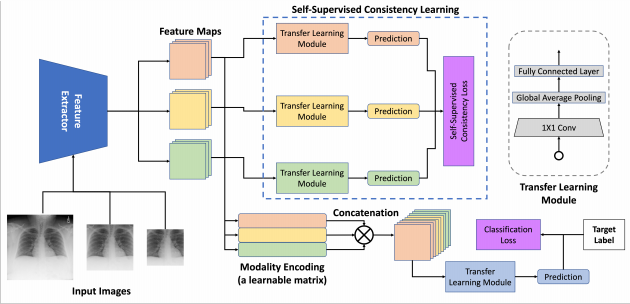 Self-Supervised Consistency Learning
Feature Maps
Transfer Learning
Module
Prediction
Feature
Extractor
Transfer Learning
Module
Prediction
Self-Supervised
Consistency Loss
Transfer Learning
Module
Prediction
Fully Connected Layer
Global Average Pooling
1X1 Conv
Transfer Learning
Module
Concatenation
Modality Encoding
(a learnable matrix)
Input Images
Classification
Loss
Target
Label
Transfer
Learning Module
Prediction